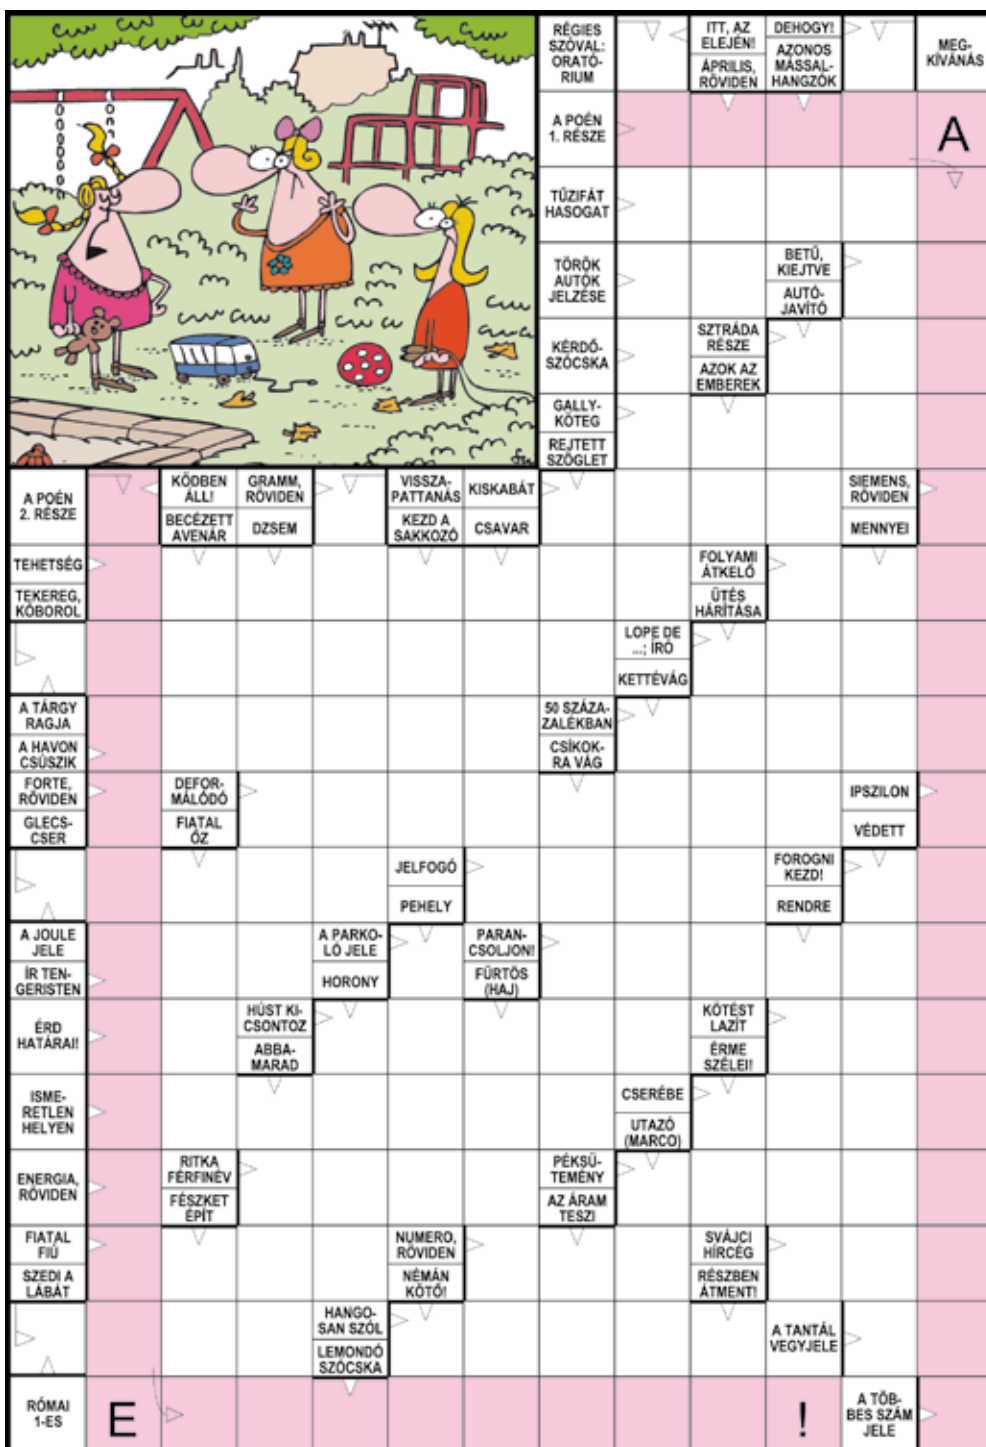 RÉGIES
SZÓVAL:
ORATÓ-
RIUM
ITT, AZ
ELEJÉN!
ÁPRILIS,
RÖVIDEN
DEHOGY!
AZONOS
MÁSSAL-
HANGZÓK
MEG-
KÍVÁNÁS
A POÉN
1. RÉSZE
A
TŰZIFÁT
HASOGAT
TÖRÖK
AUTÓK
JELZÉSE
BETŰ,
KIEJTVE
AUTÓ-
JAVÍTÓ
KÉRDŐ-
SZÓCSKA
SZTRÁDA
RÉSZE
AZOK AZ
EMBEREK
GALLY-
KÖTEG
REJTETT
SZÖGLET
A POÉN
2. RÉSZE
KÖDBEN
ÁLL!
BECÉZETT
AVENÁR
GRAMM,
RÖVIDEN
DZSEM
VISSZA-
PATTANÁS
KEZD A
SAKKOZÓ
KISKABÁT
CSAVAR
SIEMENS,
RÖVIDEN
MENNYEI
TEHETSÉG
TEKEREG,
KÓBOROL
FOLYAMI
ÁTKELŐ
ÜTÉS
HÁRÍTÁSA
LOPE DE
...; ÍRÓ
KETTÉVÁG
A TÁRGY
RAGJA
A HAVON
CSÚSZIK
50 SZÁZA-
ZALÉKBAN
CSÍKOK-
RA VÁG
FORTE,
RÖVIDEN
GLECS-
CSER
DEFOR-
MÁLÓDÓ
FIATAL
ŐZ
IPSZILON
VÉDETT
JELFOGÓ
PEHELY
FOROGNI
KEZD!
RENDRE
A JOULE
JELE
ÍR TEN-
GERISTEN
A PARKO-
LÓ JELE
HORONY
PARAN-
CSOLJON!
FÜRTÖS
(HAJ)
ÉRD
HATÁRAI!
HÚST KI-
CSONTOZ
ABBA-
MARAD
KÖTÉST
LAZÍT
ÉRME
SZÉLEI!
ISME-
RETLEN
HELYEN
CSERÉBE
UTAZÓ
(MARCO)
ENERGIA,
RÖVIDEN
RITKA
FÉRFINÉV
FÉSZKET
ÉPÍT
PÉKSÜ-
TEMÉNY
AZ ÁRAM
TESZI
FIATAL
FIÚ
SZEDI A
LÁBÁT
NUMERO,
RÖVIDEN
NÉMÁN
KÖTŐ!
SVÁJCI
HÍRCÉG
RÉSZBEN
ÁTMENT!
HANGO-
SAN SZÓL
LEMONDÓ
SZÓCSKA
A TANTÁL
VEGYJELE
RÓMAI
1-ES
E
!
A TÖB-
BES SZÁM
JELE